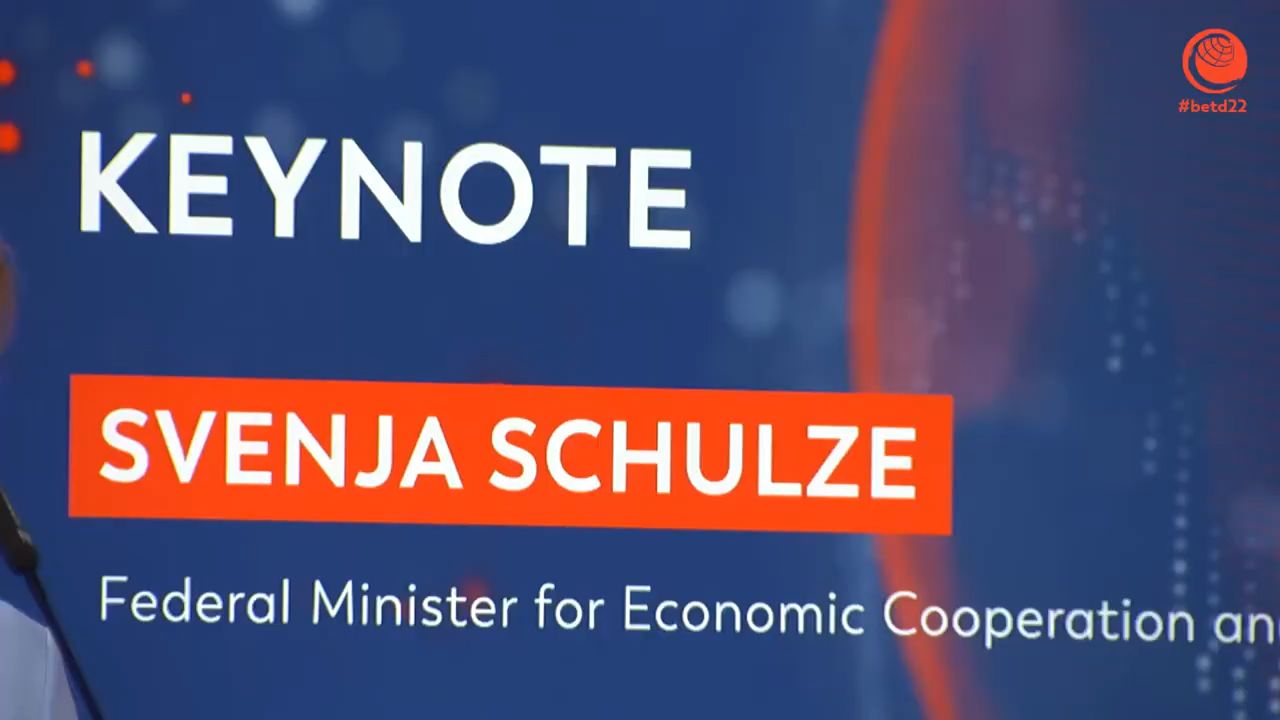 #betd22
KEYNOTE
SVENJA SCHULZE
Federal Minister for Economic Cooperation